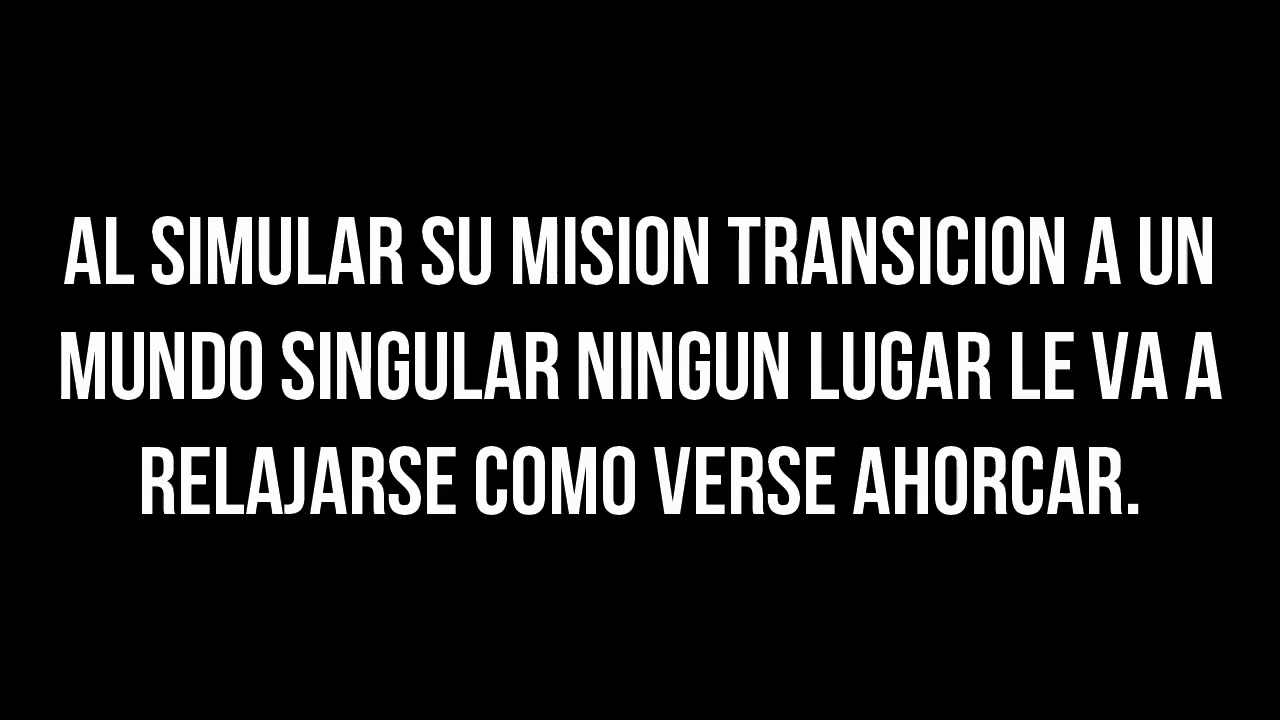 AL SIMULAR SU MISION TRANSICION A UN
MUNDO SINGULAR NINGUN LUGAR LE VA A
RELAJARSE COMO VERSE AHORCAR.